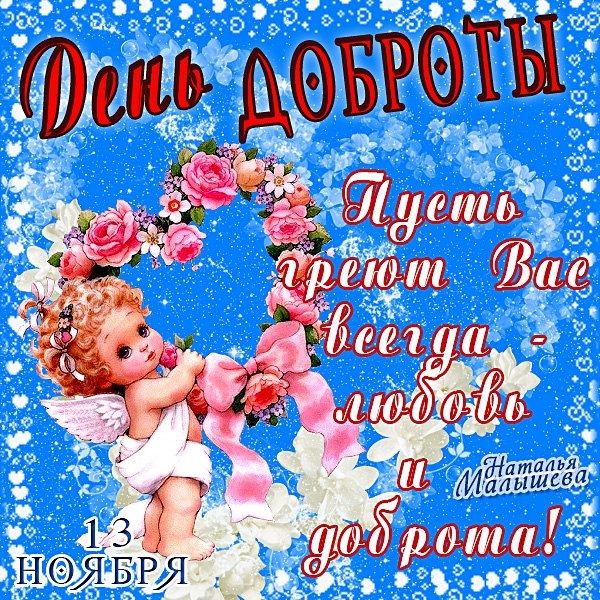 День ДОБРОТЫ
Пусть
греют Вас
всегда -
любовь
и
доброта!
Наталья
Малышева
13
НОЯБРЯ